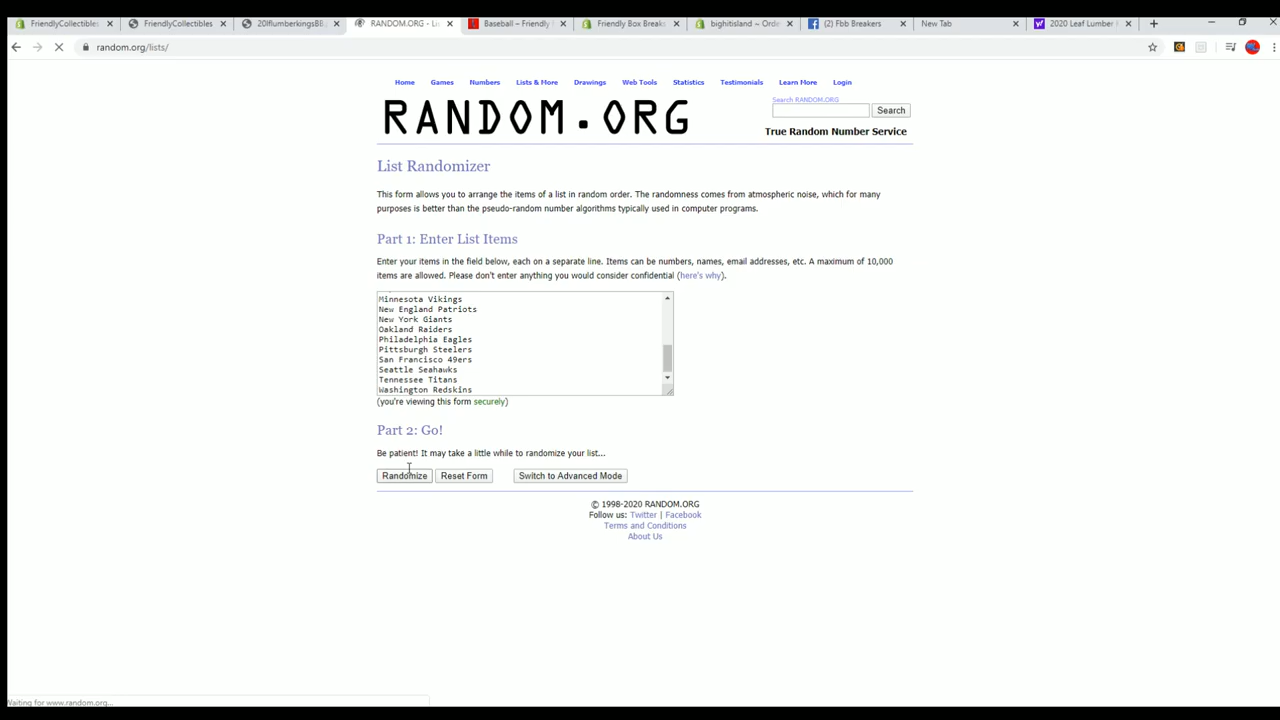 FriendlyCollectibles
FriendlyCollectibles
20lflumberkingsBB
RANDOM.ORG - Li
Baseball – Friendly
Friendly Box Breaks
bighitisland ~ Orde
(2) Fbb Breakers
New Tab
2020 Leaf Lumber
random.org/lists/
Home Games Numbers Lists & More Drawings Web Tools Statistics Testimonials Learn More Login
Search RANDOM.ORG
RANDOM.ORG
Search
True Random Number Service
List Randomizer
This form allows you to arrange the items of a list in random order. The randomness comes from atmospheric noise, which for many
purposes is better than the pseudo-random number algorithms typically used in computer programs.
Part 1: Enter List Items
Enter your items in the field below, each on a separate line. Items can be numbers, names, email addresses, etc. A maximum of 10,000
items are allowed. Please don't enter anything you would consider confidential (here's why).
Minnesota Vikings
New England Patriots
New York Giants
Oakland Raiders
Philadelphia Eagles
Pittsburgh Steelers
San Francisco 49ers
Seattle Seahawks
Tennessee Titans
Washington Redskins
(you're viewing this form securely)
Part 2: Go!
Be patient! It may take a little while to randomize your list...
Randomize Reset Form Switch to Advanced Mode
© 1998-2020 RANDOM.ORG
Follow us: Twitter | Facebook
Terms and Conditions
About Us
Waiting for www.random.org...